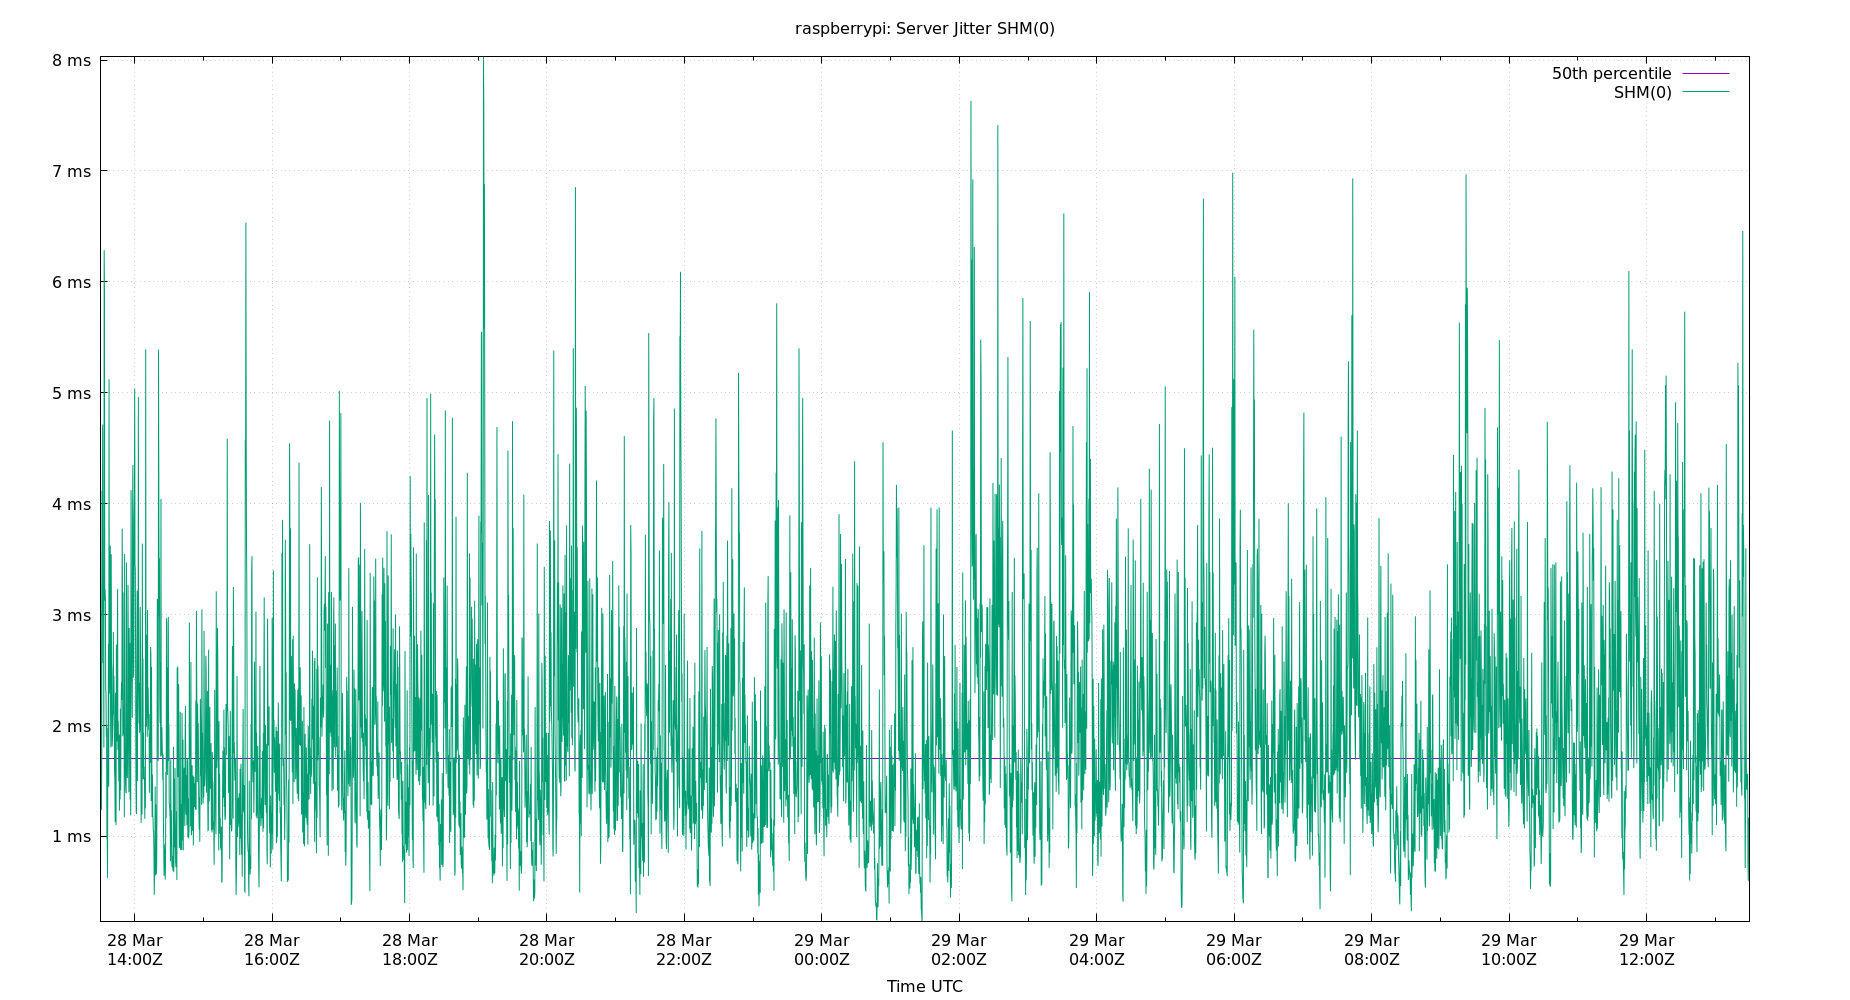 raspberrypi: Server Jitter SHM(0)
8 ms
7 ms
6 ms
5 ms
4 ms
3 ms
2 ms
1 ms
50th percentile
SHM(0)
28 Mar 28 Mar 28 Mar 28 Mar 28 Mar 29 Mar 29 Mar 29 Mar 29 Mar 29 Mar 29 Mar 29 Mar
14:00Z 16:00Z 18:00Z 20:00Z 22:00Z 00:00Z 02:00Z 04:00Z 06:00Z 08:00Z 10:00Z 12:00Z
Time UTC